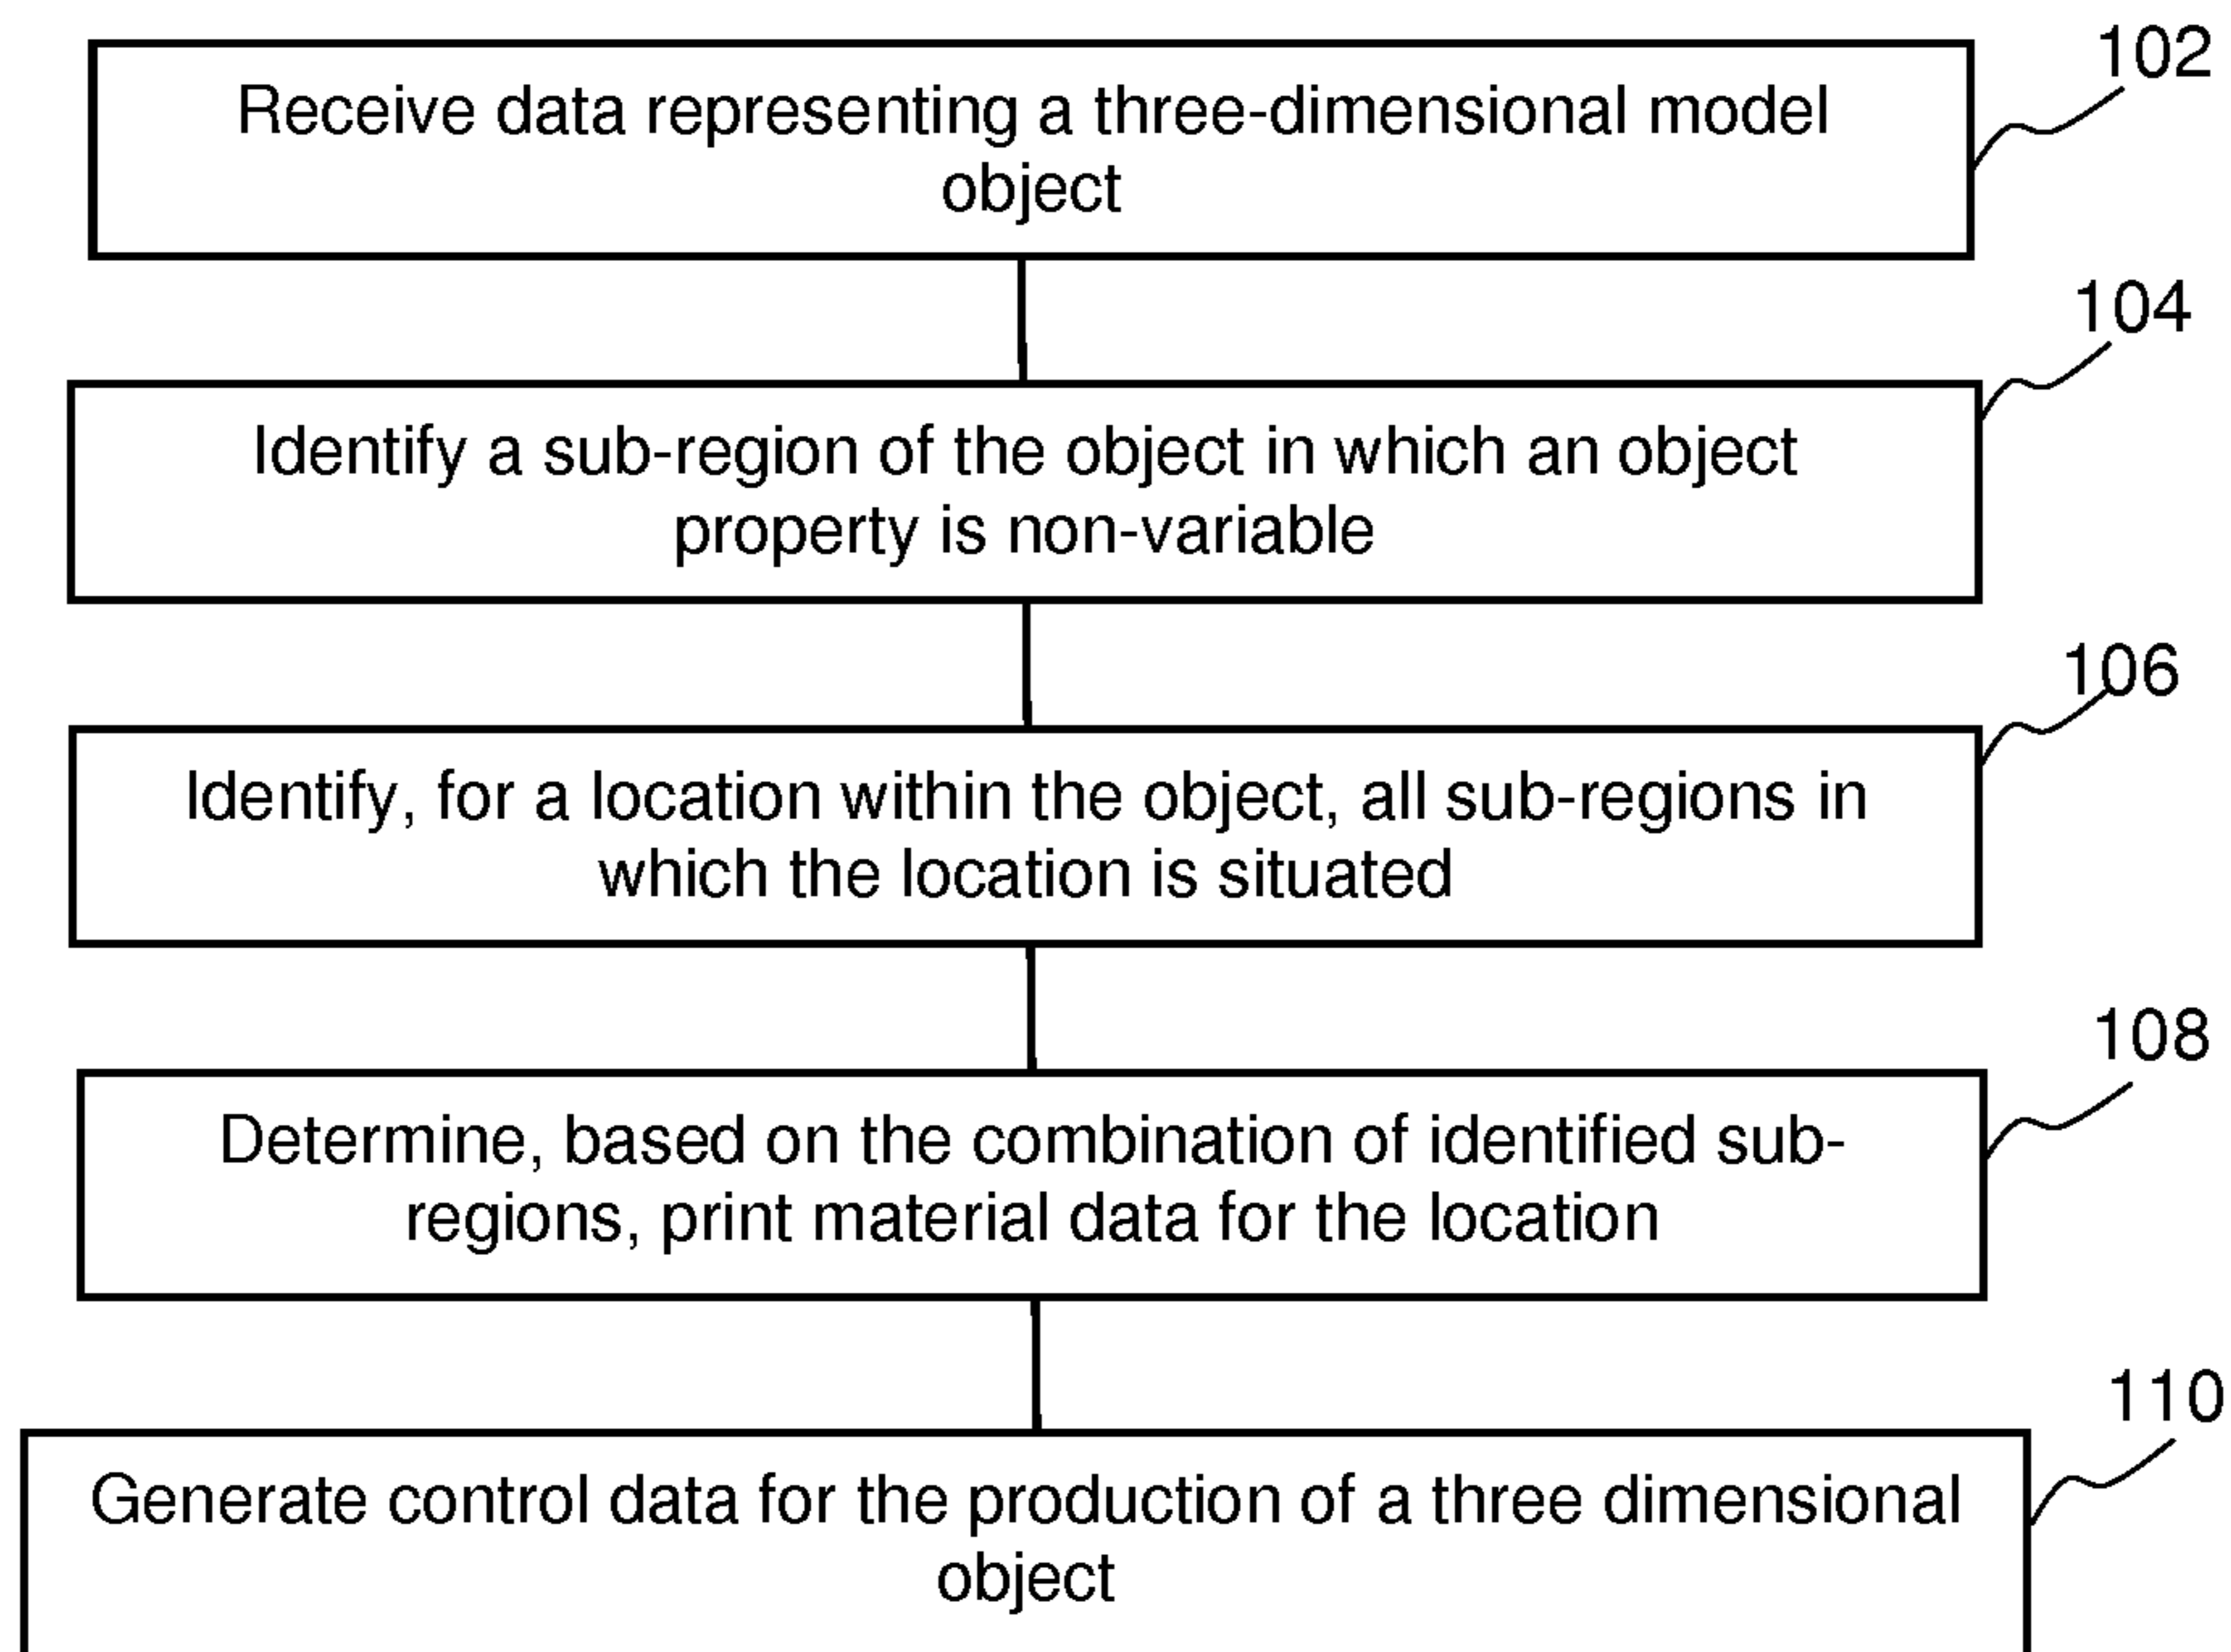 102
Receive data representing a three-dimensional model
object
104
Identify a sub-region of the object in which an object
property is non-variable
106
Identify, for a location within the object, all sub-regions in
which the location is situated
108
Determine, based on the combination of identified sub-
regions, print material data for the location
110
Generate control data for the production of a three dimensional
object